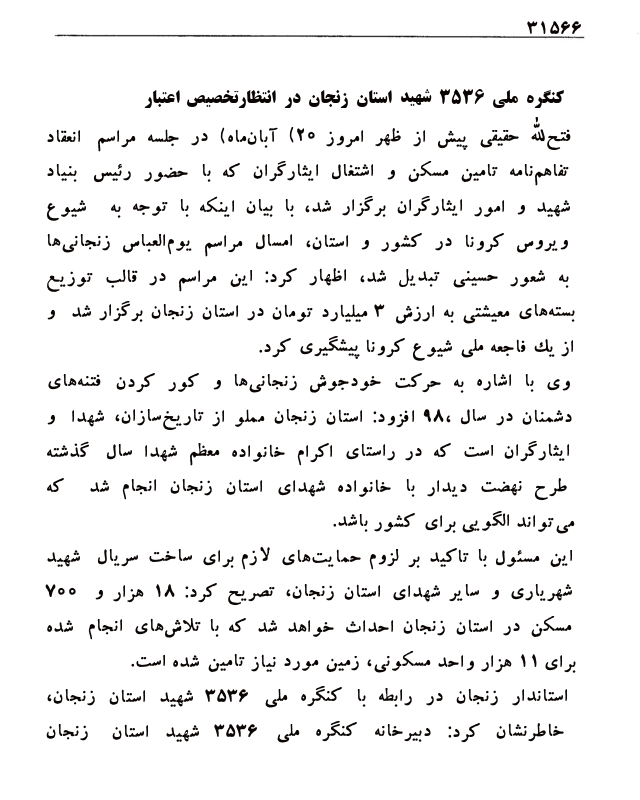 ۳۱۵۶۶
کنگره ملی ۳۵۳۶ شهید استان زنجان در انتظارتخصیص اعتبار
فتح‌الله حقیقی پیش از ظهر امروز ۲۰) آبان‌ماه) در جلسه مراسم انعقاد
تفاهم‌نامه تامین مسکن و اشتغال ایثارگران که با حضور رئیس بنیاد
شهید و امور ایثارگران برگزار شد، با بیان اینکه با توجه به شیوع
ویروس کرونا در کشور و استان، امسال مراسم یوم‌العباس زنجانی‌ها
به شعور حسینی تبدیل شد، اظهار کرد: این مراسم در قالب توزیع
بسته‌های معیشتی به ارزش ۳ میلیارد تومان در استان زنجان برگزار شد و
از یك فاجعه ملی شیوع کرونا پیشگیری کرد.
وی با اشاره به حرکت خودجوش زنجانی‌ها و کور کردن فتنه‌های
دشمنان در سال ،۹۸ افزود: استان زنجان مملو از تاریخ‌سازان، شهدا و
ایثارگران است که در راستای اکرام خانواده معظم شهدا سال گذشته
طرح نهضت دیدار با خانواده شهدای استان زنجان انجام شد که
می‌تواند الگویی برای کشور باشد.
این مسئول با تاکید بر لزوم حمایت‌های لازم برای ساخت سریال شهید
شهریاری و سایر شهدای استان زنجان، تصریح کرد: ۱۸ هزار و ۷۰۰
مسکن در استان زنجان احداث خواهد شد که با تلاش‌های انجام شده
برای ۱۱ هزار واحد مسکونی، زمین مورد نیاز تامین شده است.
استاندار زنجان در رابطه با کنگره ملی ۳۵۳۶ شهید استان زنجان،
خاطرنشان کرد: دبیرخانه کنگره ملی ۳۵۳۶ شهید استان زنجان